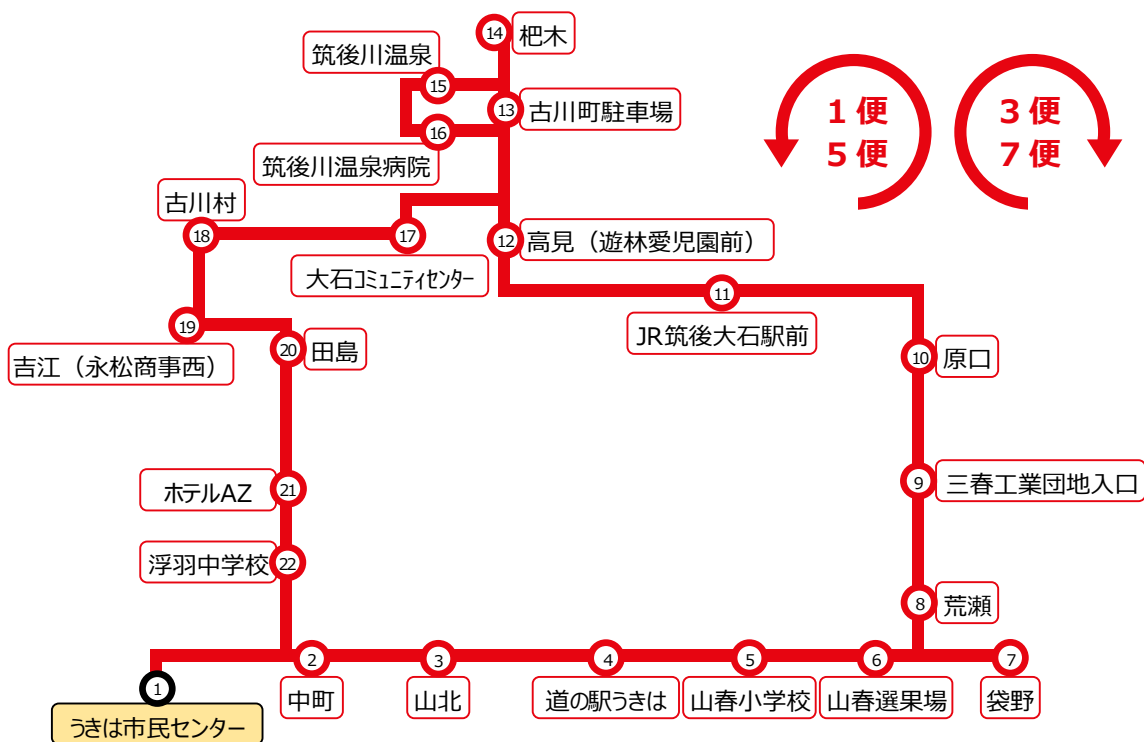 14
杷木
筑後川温泉
15
13
古川町駐車場
16
筑後川温泉病院
1便
5便
3便
7便
古川村
18
17
大石コミュニティセンター
12
高見（遊林愛児園前）
11
JR筑後大石駅前
19
吉江（永松商事西）
20
田島
10
原口
ホテルAZ
21
9
三春工業団地入口
浮羽中学校
22
8
荒瀬
1
うきは市民センター
2
中町
3
山北
4
道の駅うきは
5
山春小学校
6
山春選果場
7
袋野